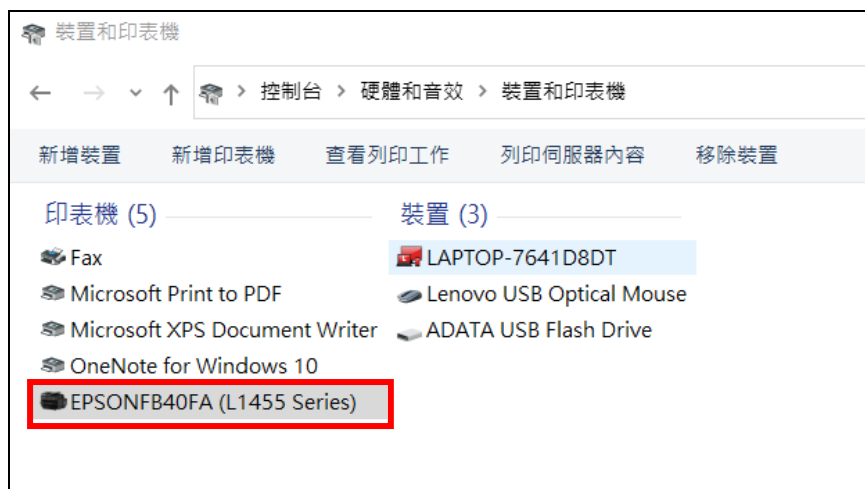 裝置和印表機
控制台 › 硬體和音效 › 裝置和印表機
新增裝置 新增印表機 查看列印工作 列印伺服器內容 移除裝置
印表機 (5)
Fax
Microsoft Print to PDF
Microsoft XPS Document Writer
OneNote for Windows 10
EPSONFB40FA (L1455 Series)
裝置 (3)
LAPTOP-7641D8DT
Lenovo USB Optical Mouse
ADATA USB Flash Drive